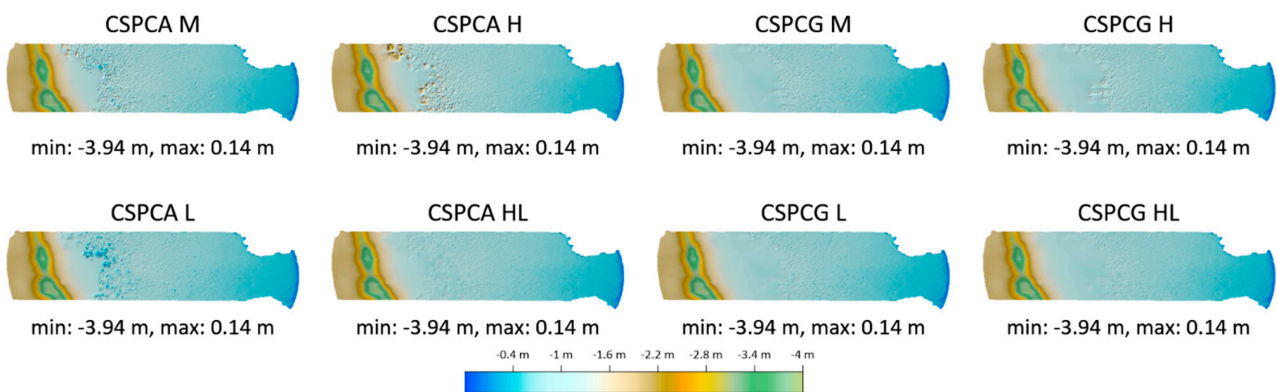 CSPCA M CSPCA H CSPCG M CSPCG H
min: -3.94 m, max: 0.14 m min: -3.94 m, max: 0.14 m min: -3.94 m, max: 0.14 m min: -3.94 m, max: 0.14 m
CSPCA L CSPCA HL CSPCG L CSPCG HL
min: -3.94 m, max: 0.14 m min: -3.94 m, max: 0.14 m min: -3.94 m, max: 0.14 m min: -3.94 m, max: 0.14 m
-0.4 m -1 m -1.6 m -2.2 m -2.8 m -3.4 m -4 m